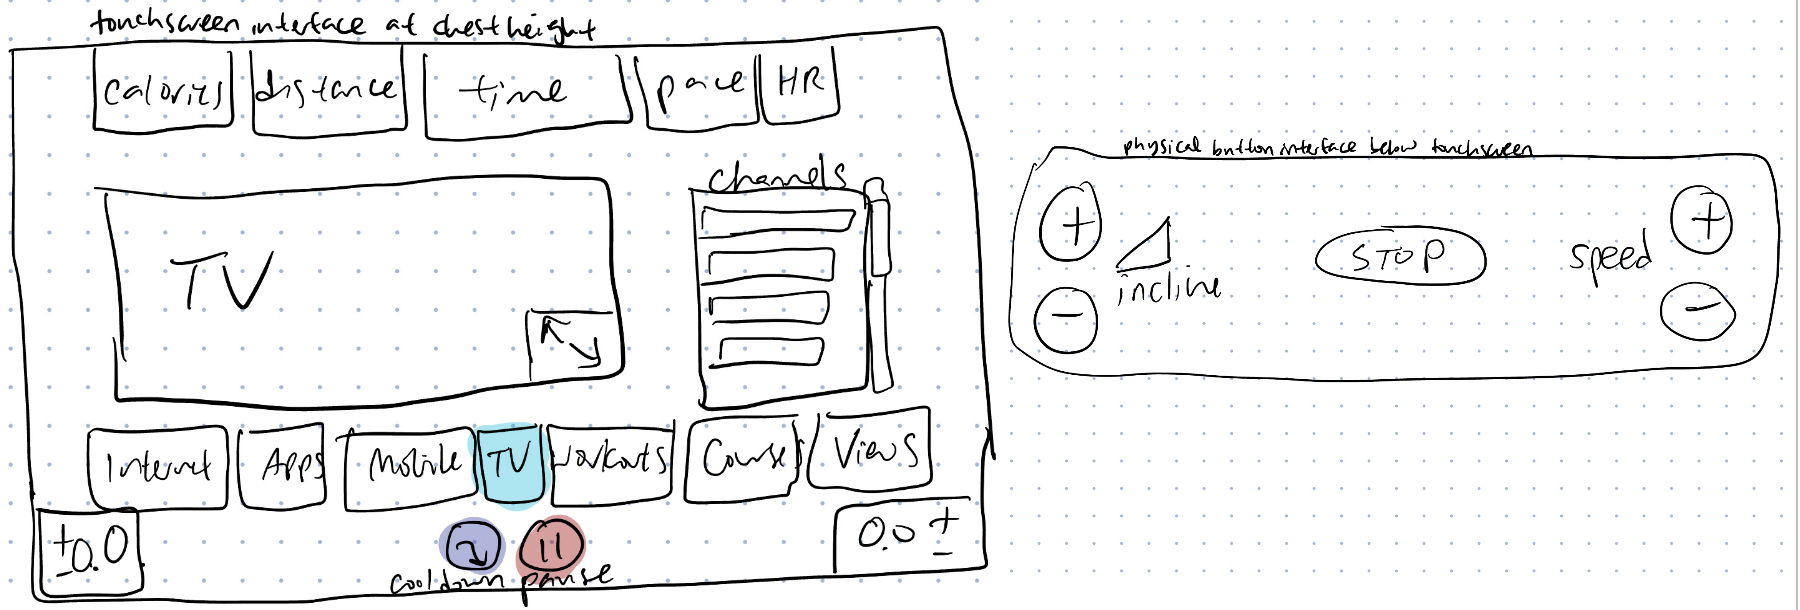 touchscreen interface at chest height
calories distance time pace HR
channels
TV
Internet Apps Mobile TV Workouts Courses Views
±0.0
0.0 ±
cooldown pause
physical button interface below touchscreen
+ +
incline STOP speed
- -